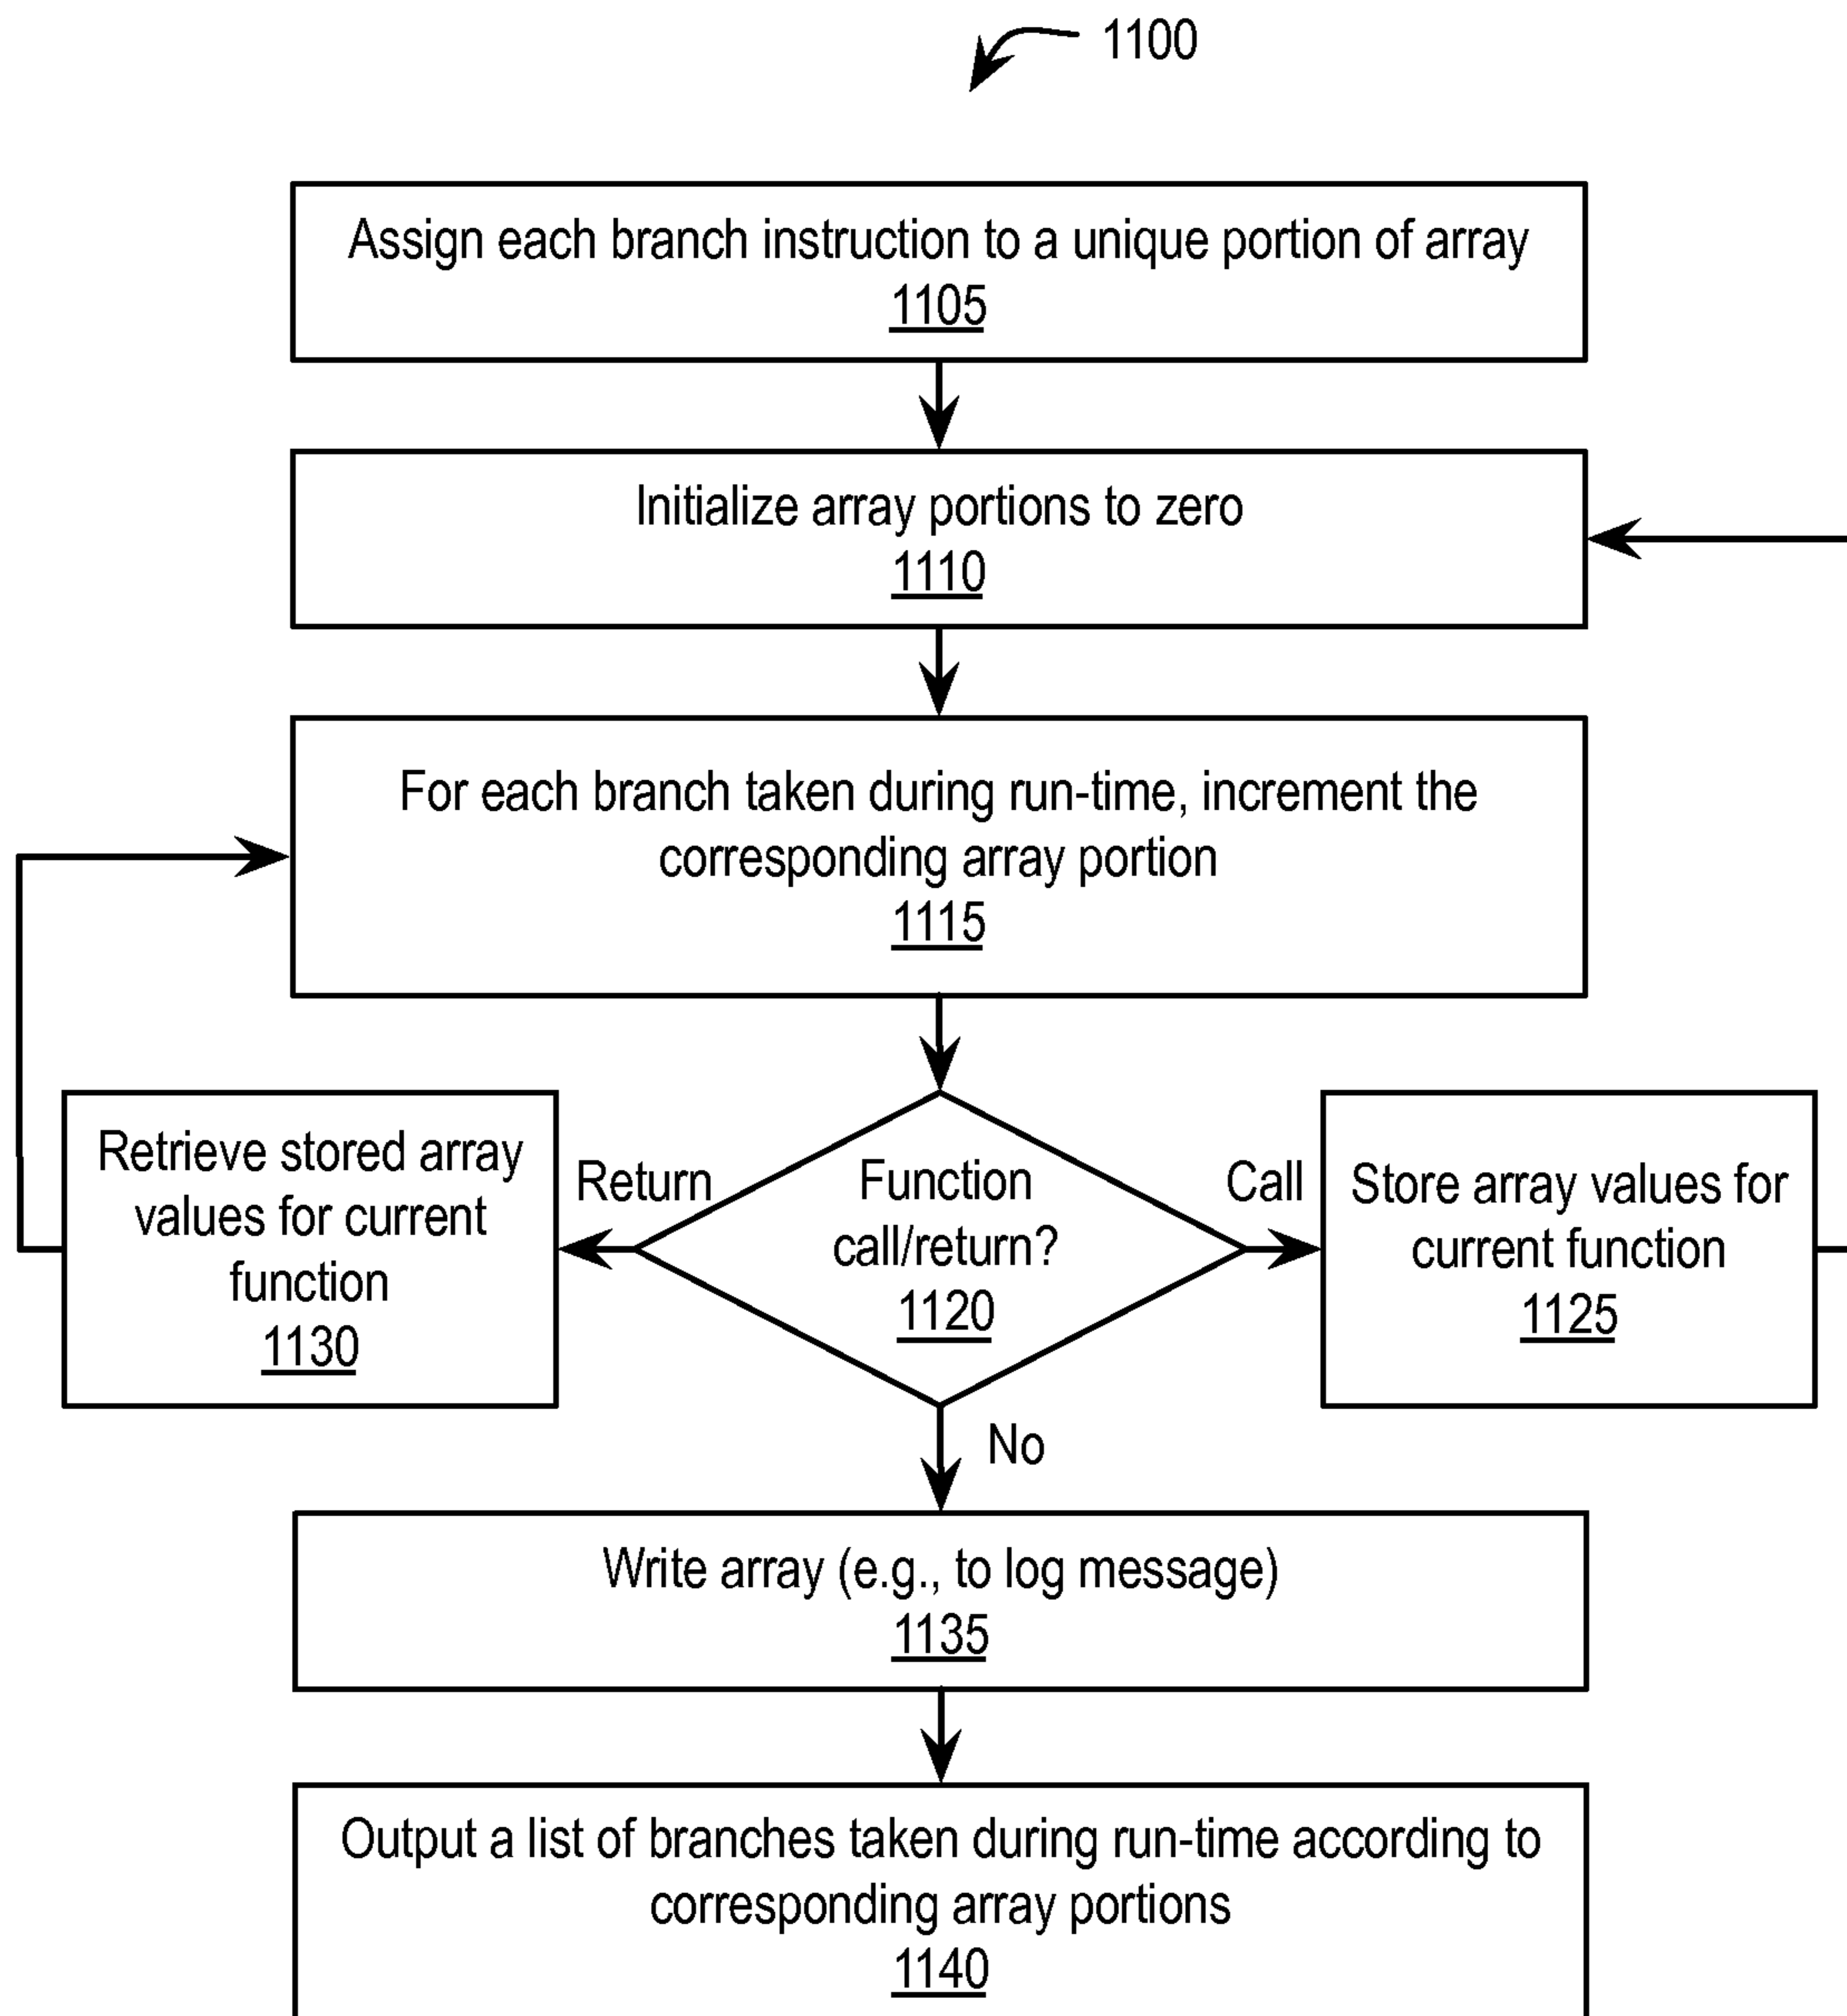 1100
Assign each branch instruction to a unique portion of array
1105
Initialize array portions to zero
1110
For each branch taken during run-time, increment the
corresponding array portion
1115
Retrieve stored array
values for current
function
1130
Return
Function
call/return?
1120
Call
Store array values for
current function
1125
No
Write array (e.g., to log message)
1135
Output a list of branches taken during run-time according to
corresponding array portions
1140